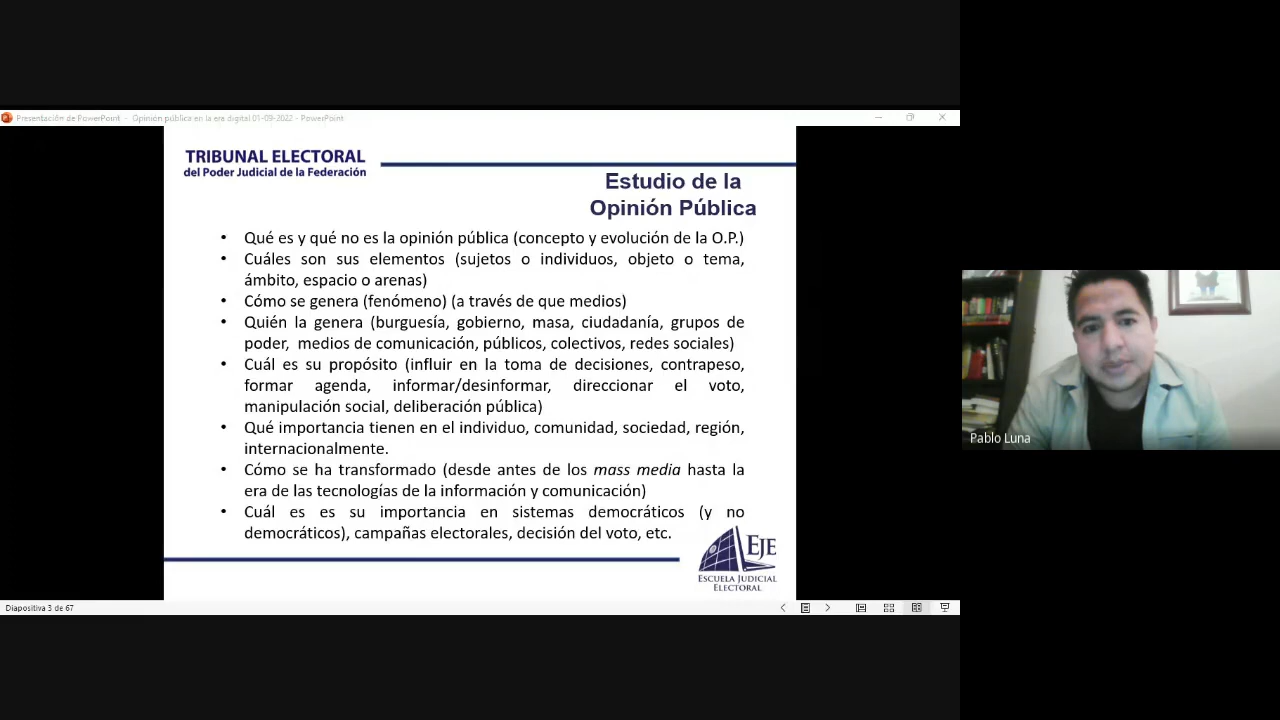 Presentación de PowerPoint - Opinión pública en la era digital 01-09-2022 - PowerPoint
TRIBUNAL ELECTORAL
del Poder Judicial de la Federación
Estudio de la
Opinión Pública
• Qué es y qué no es la opinión pública (concepto y evolución de la O.P.)
• Cuáles son sus elementos (sujetos o individuos, objeto o tema,
ámbito, espacio o arenas)
• Cómo se genera (fenómeno) (a través de que medios)
• Quién la genera (burguesía, gobierno, masa, ciudadanía, grupos de
poder, medios de comunicación, públicos, colectivos, redes sociales)
• Cuál es su propósito (influir en la toma de decisiones, contrapeso,
formar agenda, informar/desinformar, direccionar el voto,
manipulación social, deliberación pública)
• Qué importancia tienen en el individuo, comunidad, sociedad, región,
internacionalmente.
• Cómo se ha transformado (desde antes de los mass media hasta la
era de las tecnologías de la información y comunicación)
• Cuál es es su importancia en sistemas democráticos (y no
democráticos), campañas electorales, decisión del voto, etc.
EJE
ESCUELA JUDICIAL
ELECTORAL
Diapositiva 3 de 67
Pablo Luna